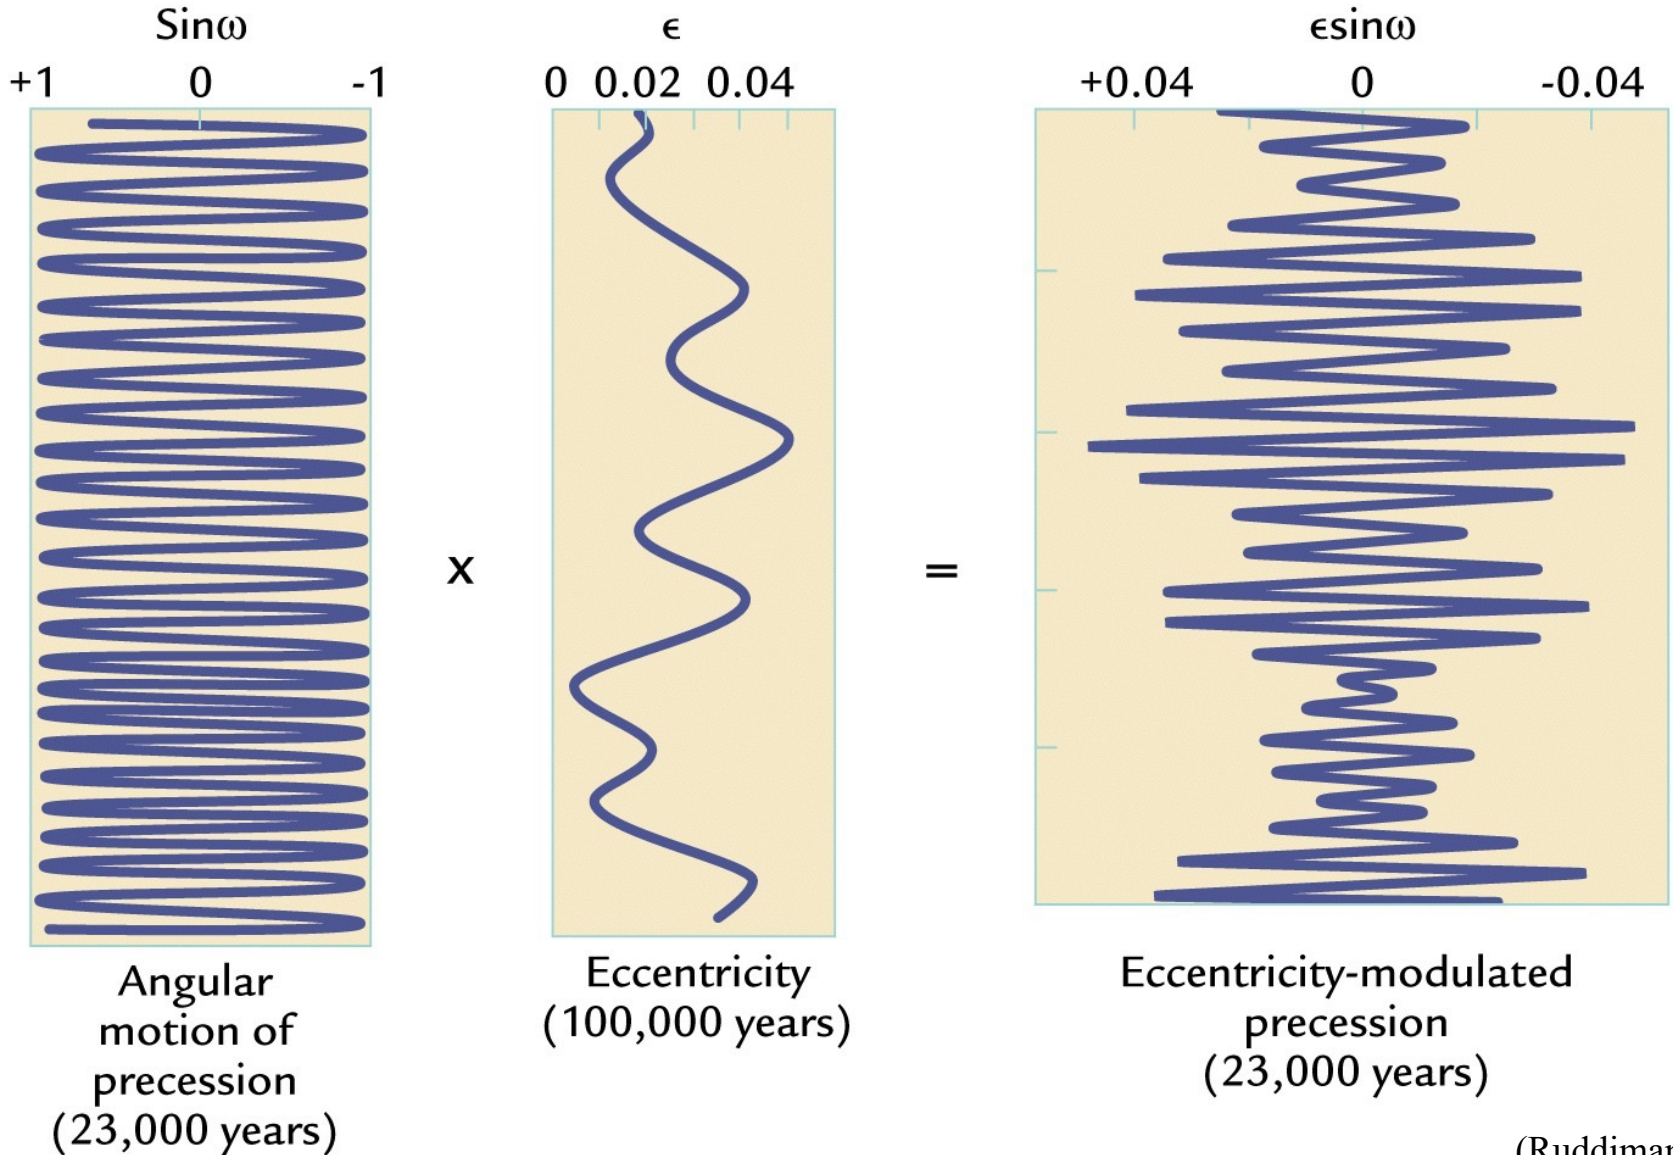 Sinω
+1 0 -1
Angular
motion of
precession
(23,000 years)
x
ϵ
0 0.02 0.04
Eccentricity
(100,000 years)
=
ϵsinω
+0.04 0 -0.04
Eccentricity-modulated
precession
(23,000 years)
(Ruddiman